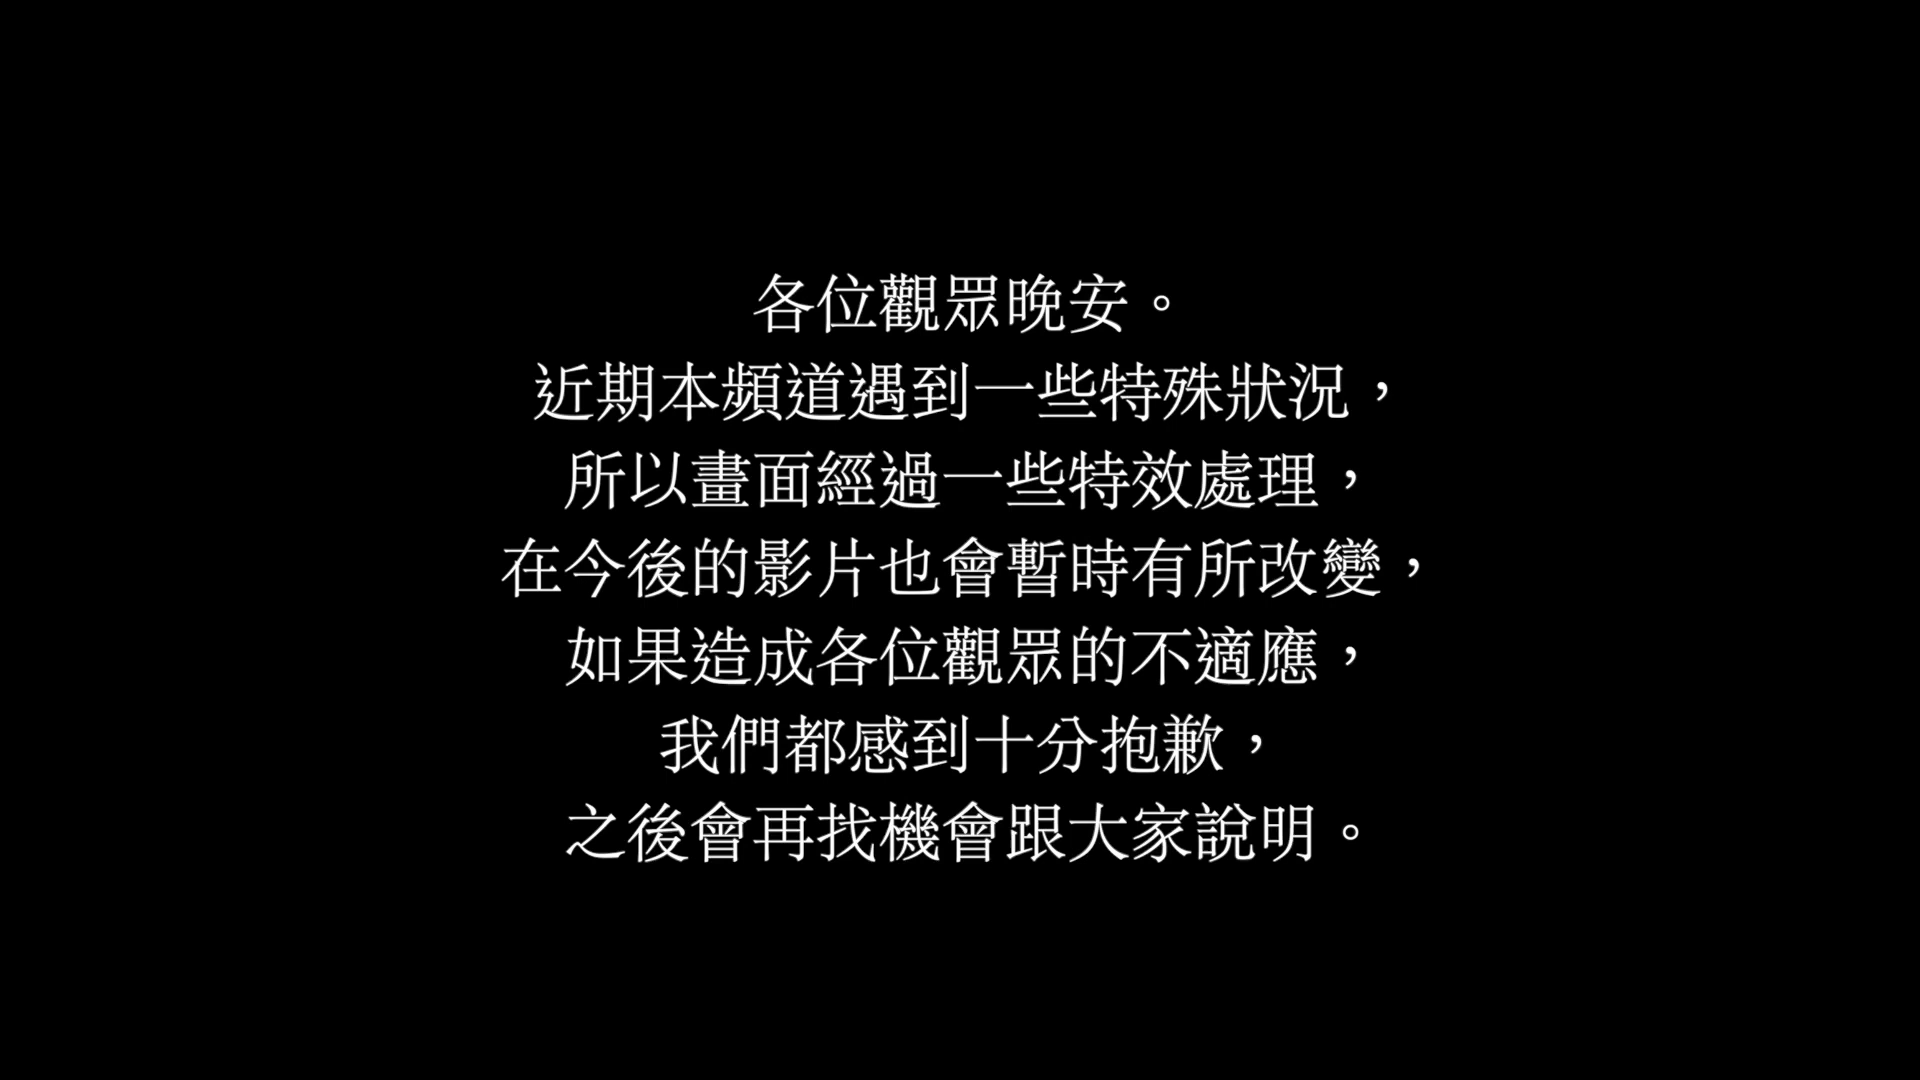 各位觀眾晚安。
近期本頻道遇到一些特殊狀況，
所以畫面經過一些特效處理，
在今後的影片也會暫時有所改變，
如果造成各位觀眾的不適應，
我們都感到十分抱歉，
之後會再找機會跟大家說明。